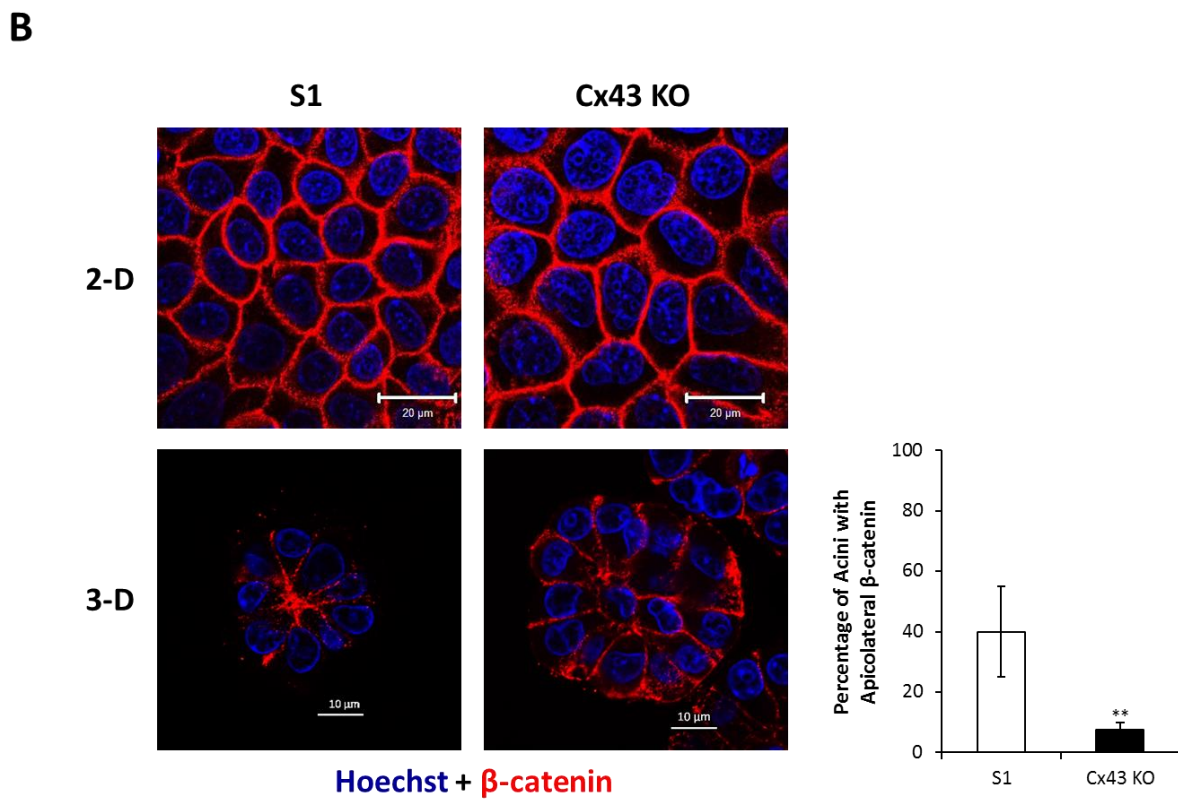 B
S1
Cx43 KO
2-D
20 μm
20 μm
3-D
10 μm
10 μm
Hoechst + β-catenin
Percentage of Acini with
Apicolateral β-catenin
100
80
60
40
20
0
**
S1
Cx43 KO